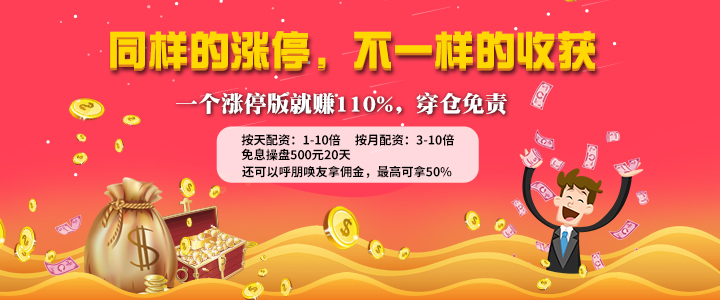 同样的涨停，不一样的收获
一个涨停版就赚110%，穿仓免责
按天配资：1-10倍 按月配资：3-10倍
免息操盘500元20天
还可以呼朋唤友拿佣金，最高可拿50%
$